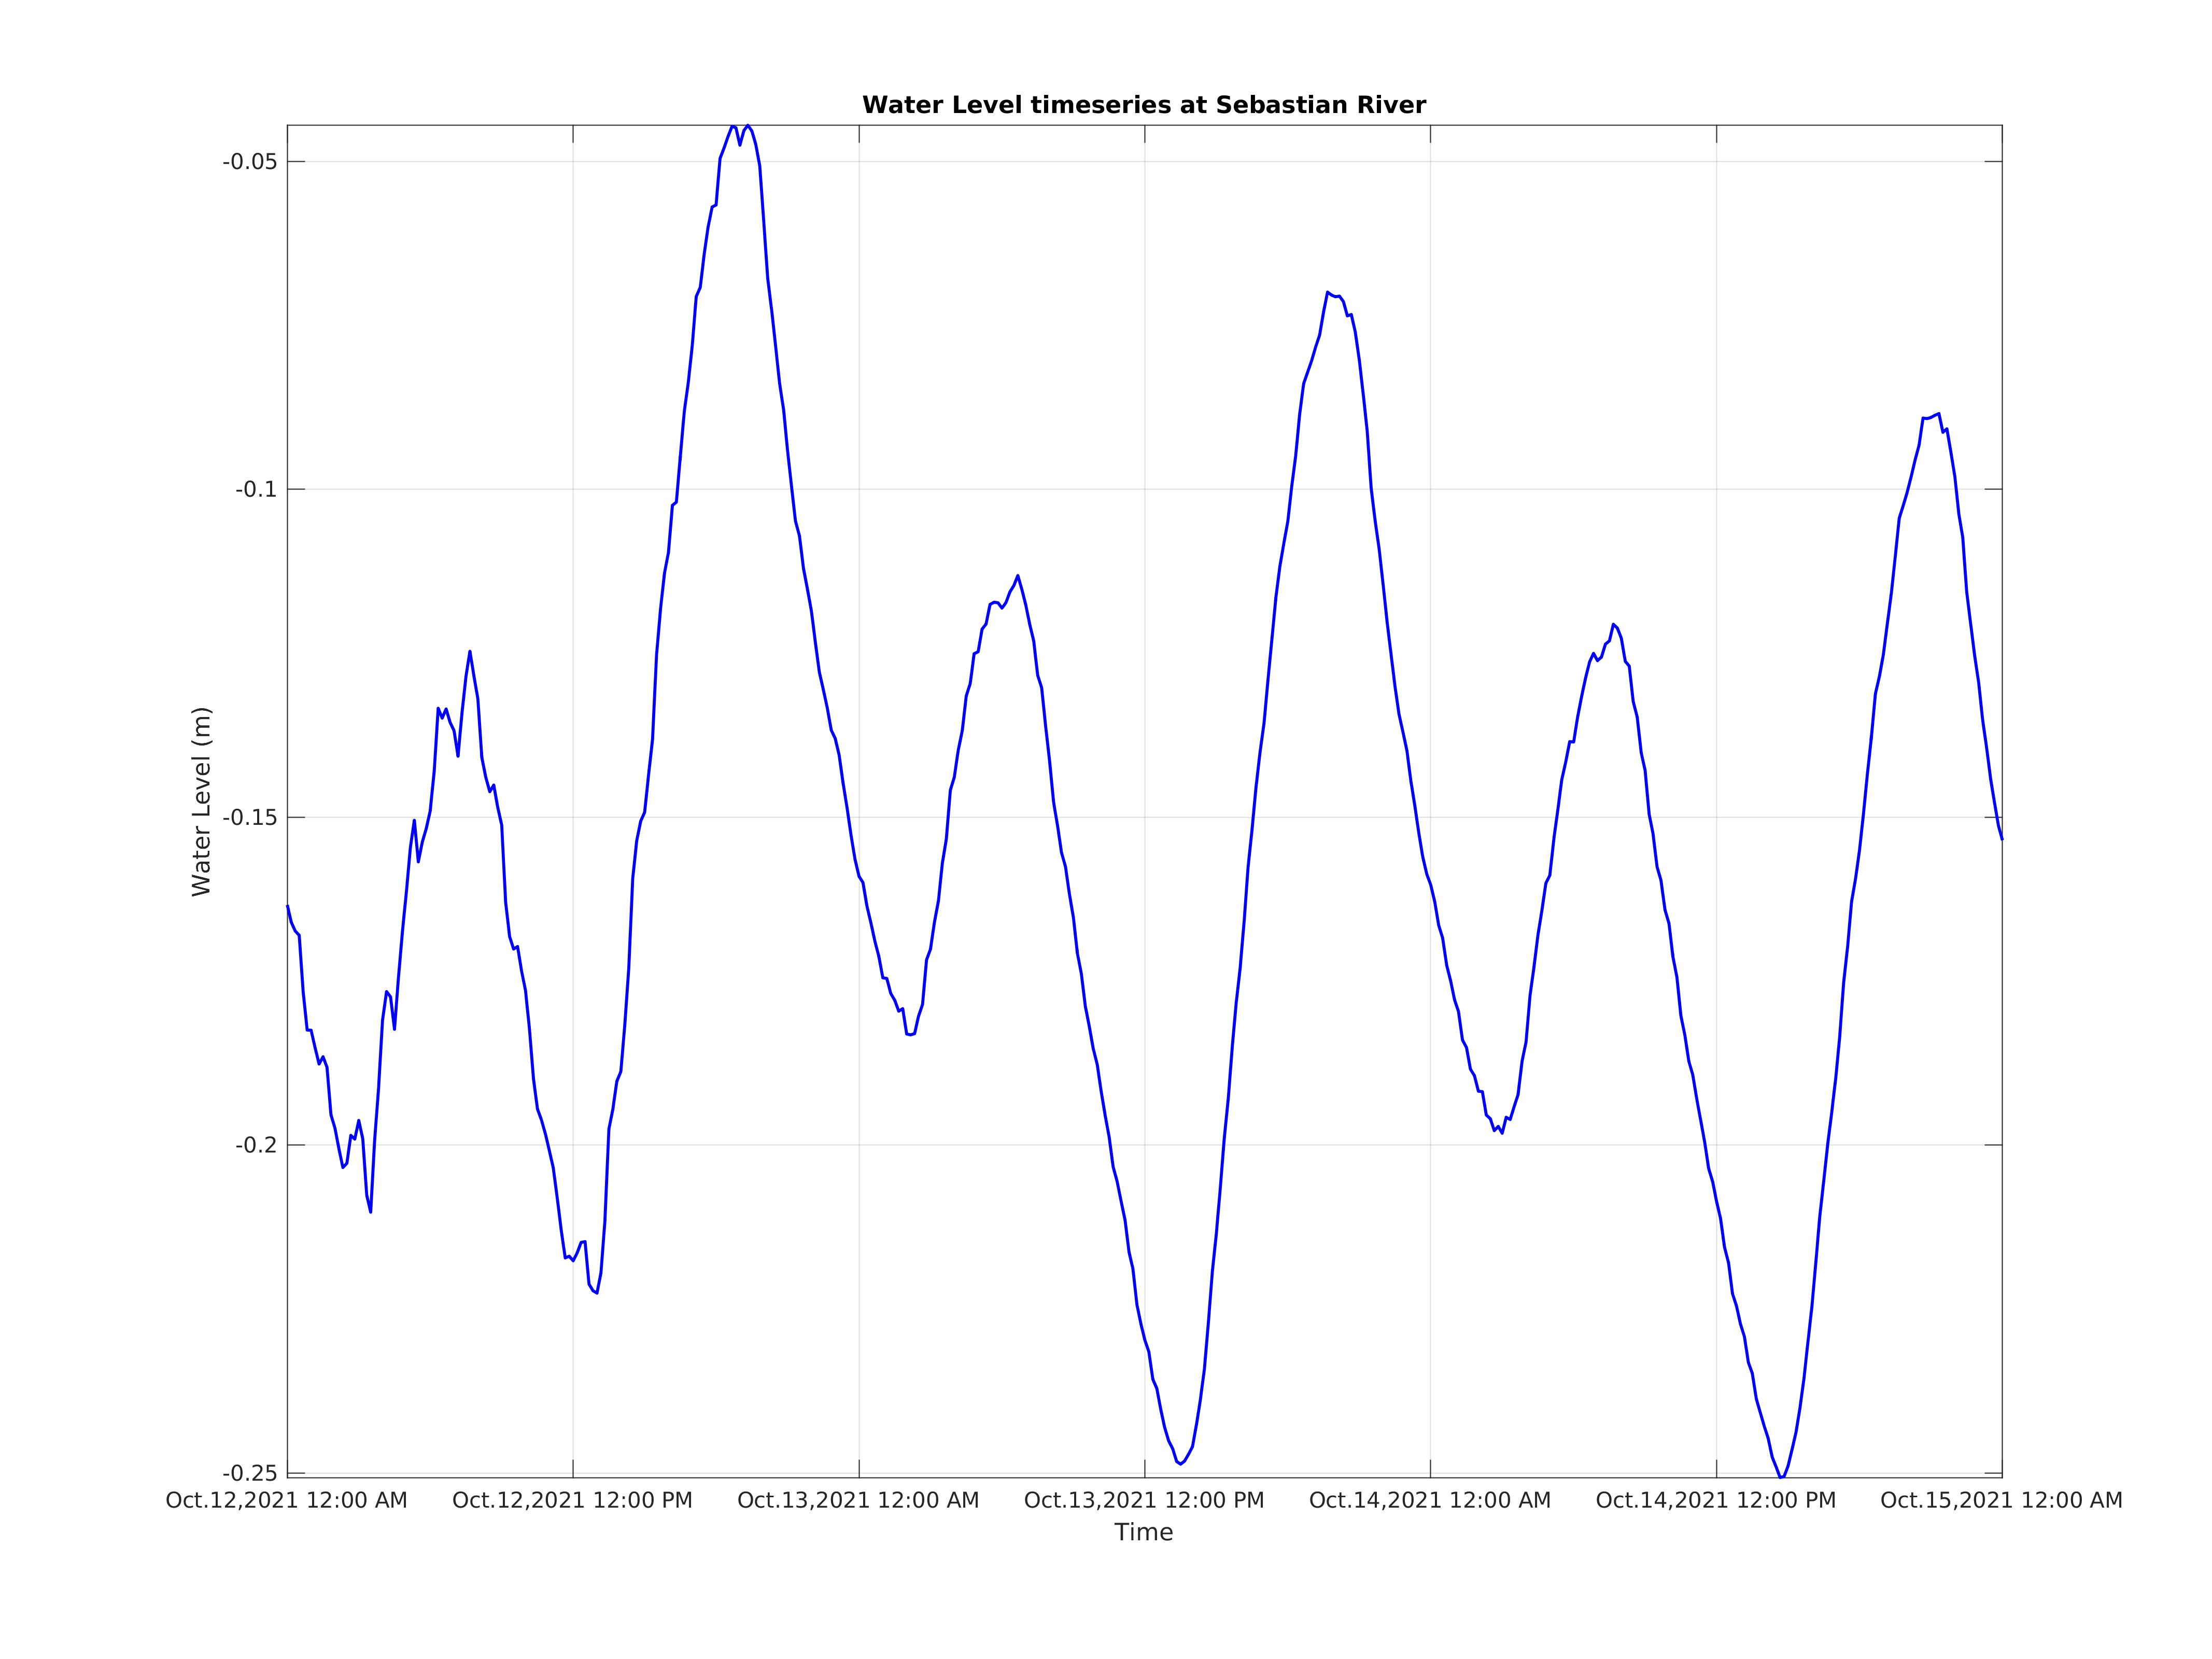 Water Level timeseries at Sebastian River
-0.05
-0.1
-0.15
-0.2
-0.25
Water Level (m)
Oct.12,2021 12:00 AM Oct.12,2021 12:00 PM Oct.13,2021 12:00 AM Oct.13,2021 12:00 PM Oct.14,2021 12:00 AM Oct.14,2021 12:00 PM Oct.15,2021 12:00 AM
Time